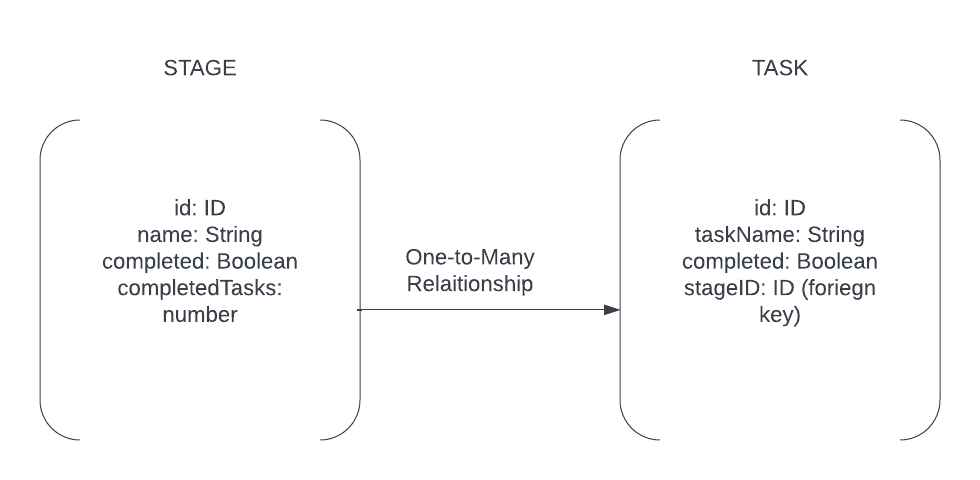 STAGE
TASK
id: ID
name: String
completed: Boolean
completedTasks:
number
One-to-Many
Relaitionship
id: ID
taskName: String
completed: Boolean
stageID: ID (foriegn
key)